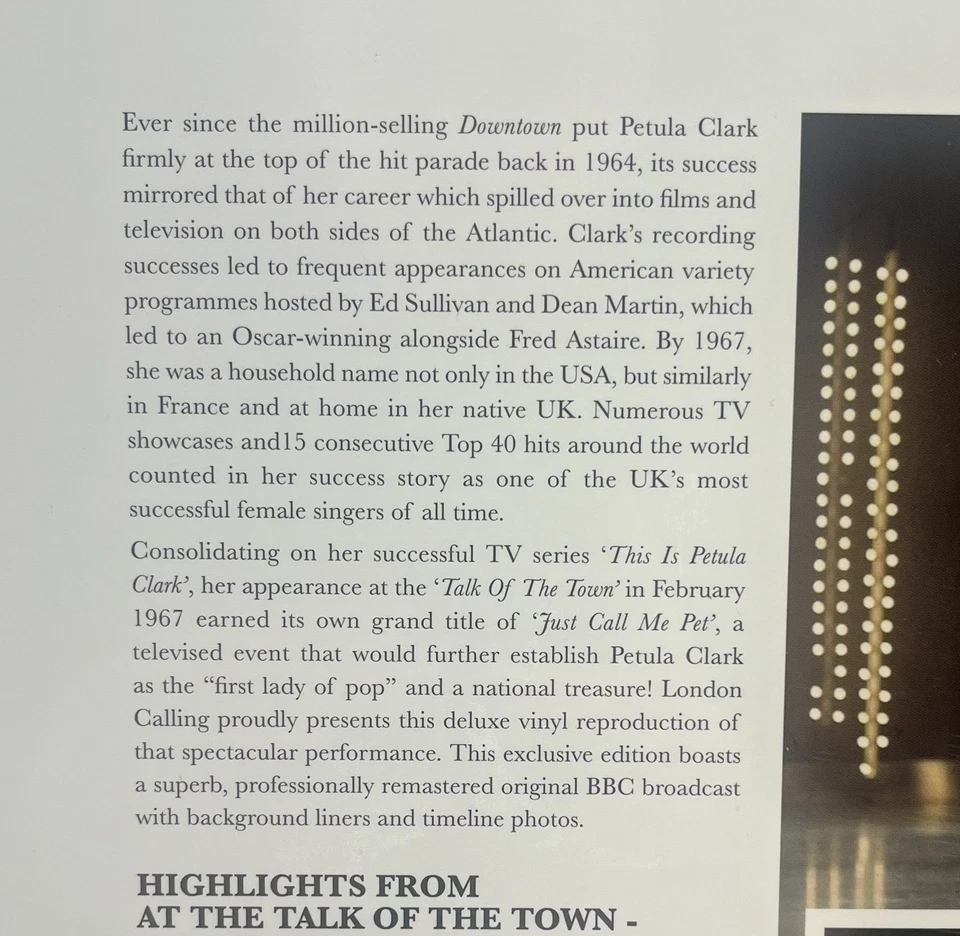 Ever since the million-selling Downtown put Petula Clark
firmly at the top of the hit parade back in 1964, its success
mirrored that of her career which spilled over into films and
television on both sides of the Atlantic. Clark's recording
successes led to frequent appearances on American variety
programmes hosted by Ed Sullivan and Dean Martin, which
led to an Oscar-winning alongside Fred Astaire. By 1967,
she was a household name not only in the USA, but similarly
in France and at home in her native UK. Numerous TV
showcases and15 consecutive Top 40 hits around the world
counted in her success story as one of the UK's most
successful female singers of all time.
Consolidating on her successful TV series 'This Is Petula
Clark', her appearance at the 'Talk Of The Town' in February
1967 earned its own grand title of 'Just Call Me Pet', a
televised event that would further establish Petula Clark
as the "first lady of pop" and a national treasure! London
Calling proudly presents this deluxe vinyl reproduction of
that spectacular performance. This exclusive edition boasts
a superb, professionally remastered original BBC broadcast
with background liners and timeline photos.
HIGHLIGHTS FROM
AT THE TALK OF THE TOWN -